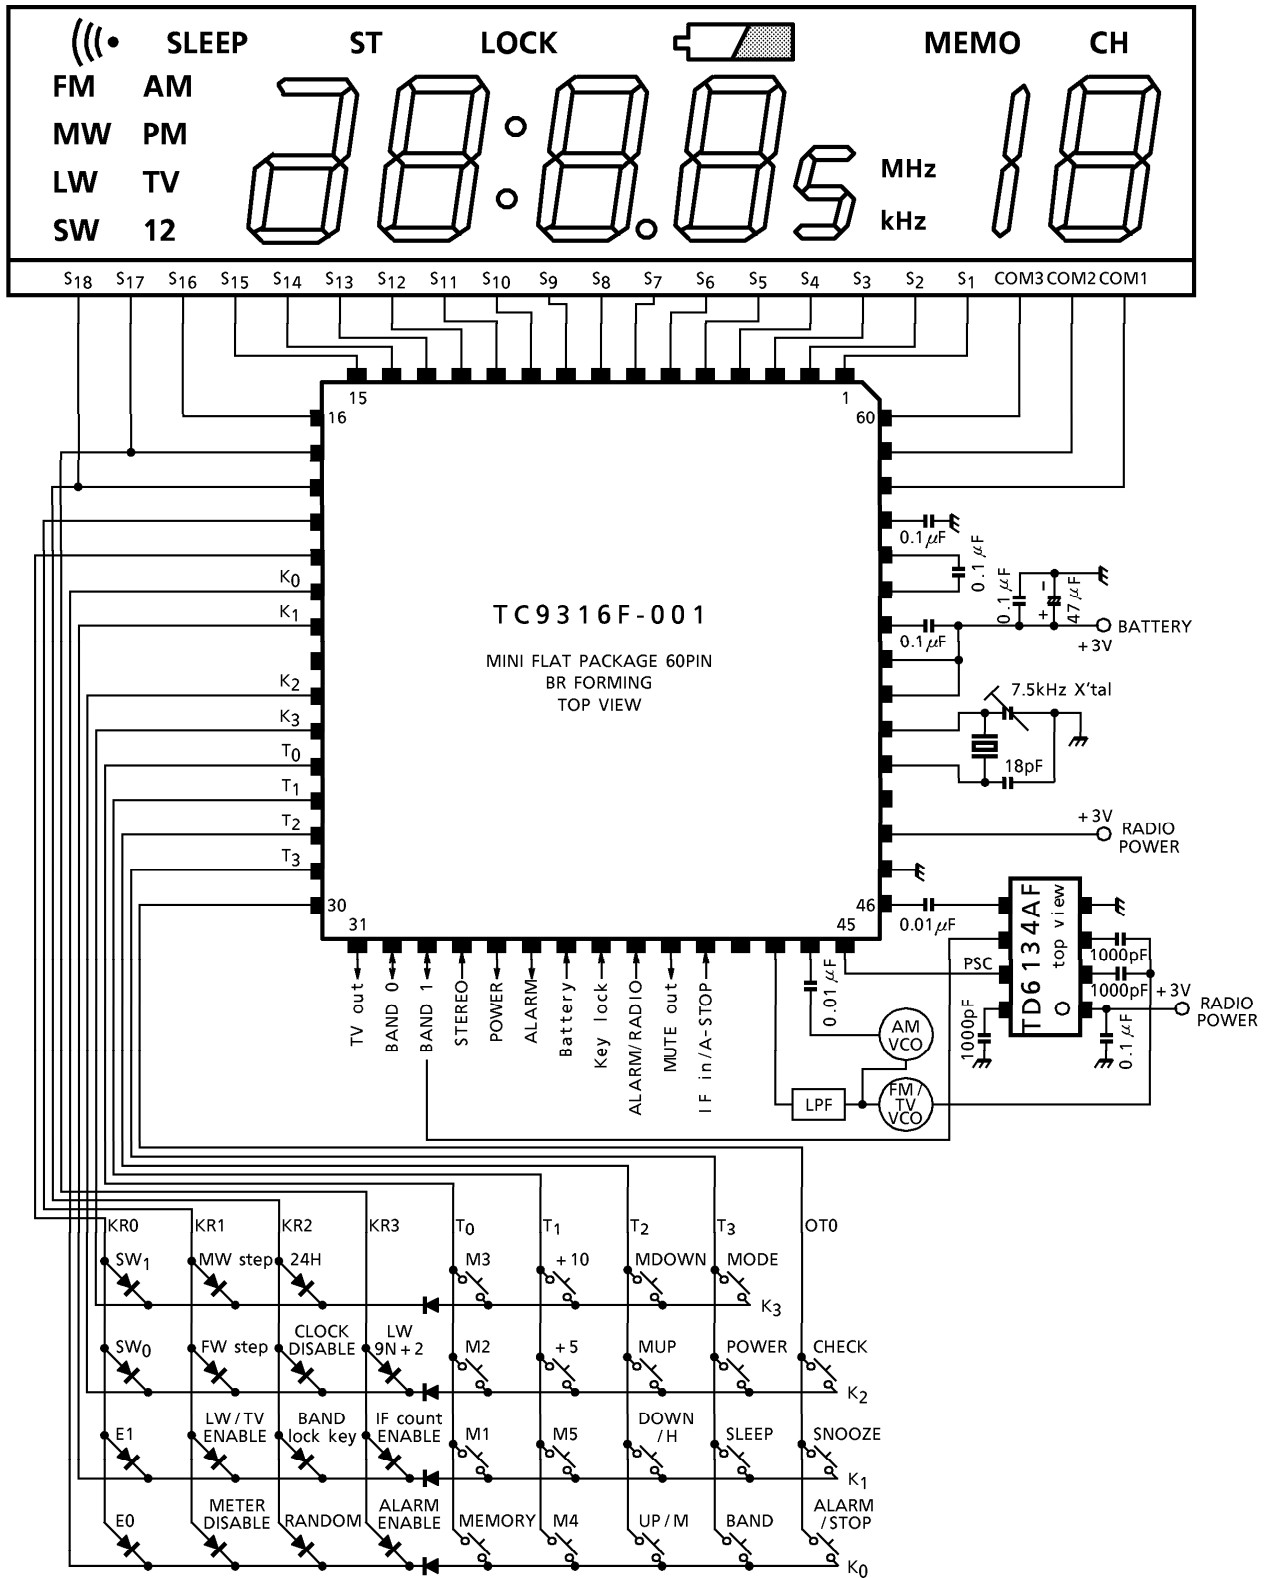 SLEEP ST LOCK MEMO CH
FM AM
MW PM
LW TV
SW 12
28:8.85 MHz kHz 18
S18 S17 S16 S15 S14 S13 S12 S11 S10 S9 S8 S7 S6 S5 S4 S3 S2 S1 COM3 COM2 COM1
15 1
16 60
0.1μF
0.1μF
K0
K1
TC9316F-001
MINI FLAT PACKAGE 60PIN
BR FORMING
TOP VIEW
0.1μF
0.1μF
+ -
47μF
BATTERY
+3V
K2
K3
7.5kHz X'tal
18pF
T0
T1
T2
T3
+3V
RADIO
POWER
30 46
31 45
0.01μF
TD6134AF
top view
PSC
1000pF
1000pF
1000pF
+3V
RADIO
POWER
0.1μF
0.01μF
TV out
BAND 0
BAND 1
STEREO
POWER
ALARM
Battery
Key lock
ALARM/RADIO
MUTE out
IF in/A-STOP
AM
VCO
LPF
FM/
TV
VCO
KR0 KR1 KR2 KR3 T0 T1 T2 T3 OT0
SW1 MW step 24H M3 +10 MDOWN MODE
K3
SW0 FW step CLOCK
DISABLE LW
9N+2 M2 +5 MUP POWER CHECK
K2
E1 LW/TV
ENABLE BAND
lock key IF count
ENABLE M1 M5 DOWN
/H SLEEP SNOOZE
K1
E0 METER
DISABLE RANDOM ALARM
ENABLE MEMORY M4 UP/M BAND ALARM
/STOP
K0